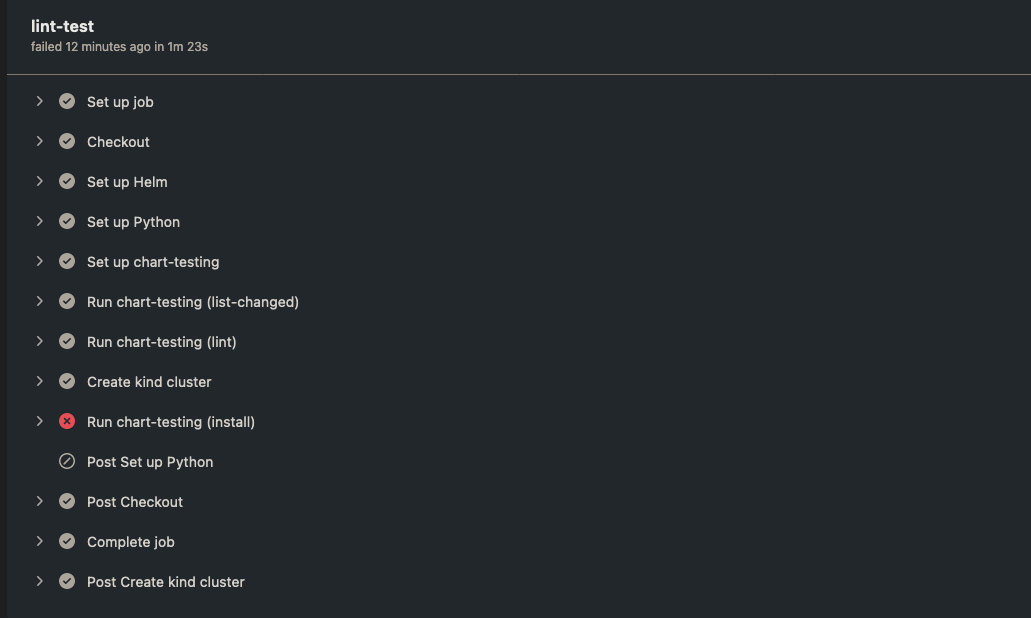 lint-test
failed 12 minutes ago in 1m 23s
Set up job
Checkout
Set up Helm
Set up Python
Set up chart-testing
Run chart-testing (list-changed)
Run chart-testing (lint)
Create kind cluster
Run chart-testing (install)
Post Set up Python
Post Checkout
Complete job
Post Create kind cluster